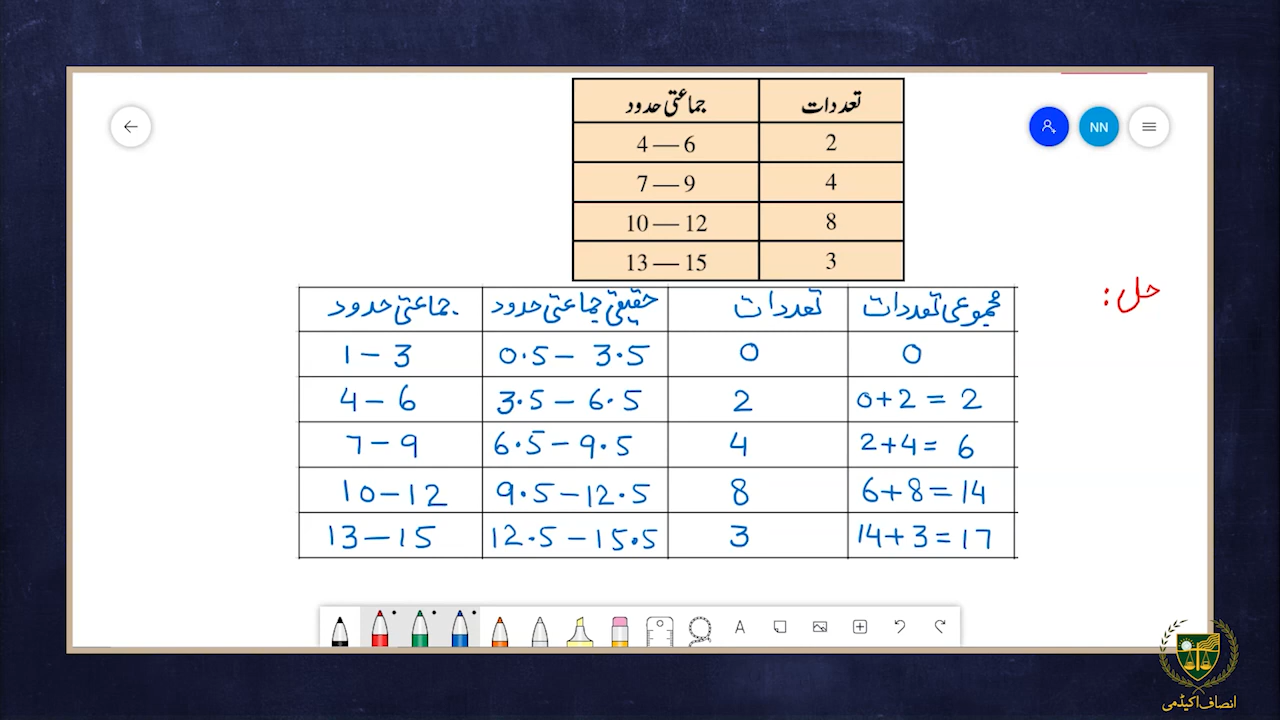 جماعتی حدود تعددات
4 — 6 2
7 — 9 4
10 — 12 8
13 — 15 3
NN
حل:
جماعتی حدود حقیقی جماعتی حدود تعددات مجموعی تعددات
1 - 3 0.5 - 3.5 0 0
4 - 6 3.5 - 6.5 2 0+2 = 2
7 - 9 6.5 - 9.5 4 2+4 = 6
10 - 12 9.5 - 12.5 8 6+8 = 14
13 - 15 12.5 - 15.5 3 14+3 = 17
A
انصاف اکیڈمی